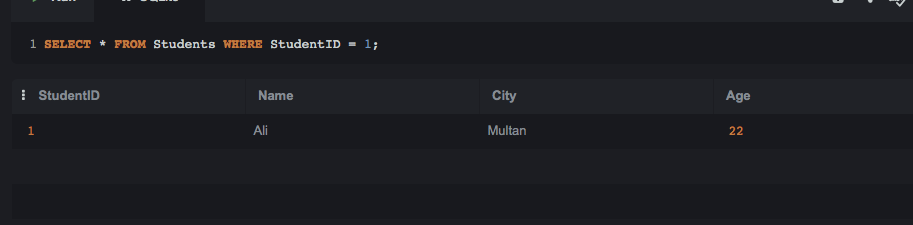 1 SELECT * FROM Students WHERE StudentID = 1;
StudentID Name City Age
1 Ali Multan 22